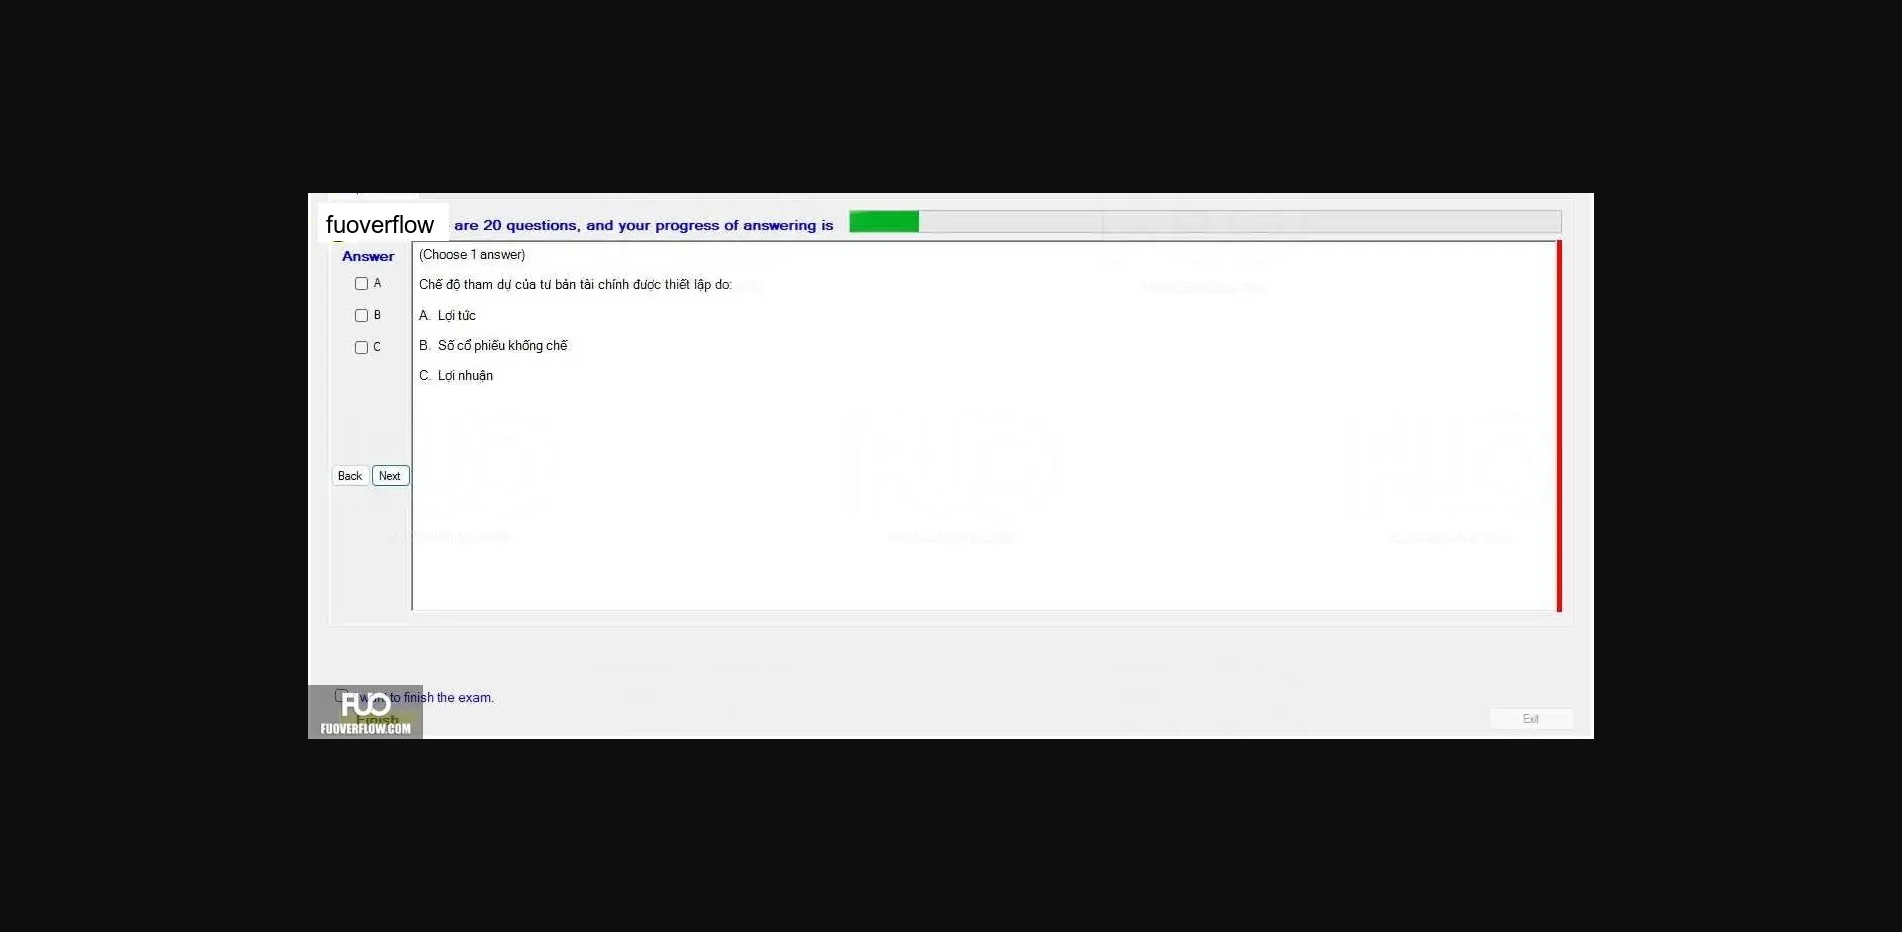 fuoverflow are 20 questions, and your progress of answering is
Answer
(Choose 1 answer)
A
Chế độ tham dự của tư bản tài chính được thiết lập do:
B
A. Lợi tức
C
B. Số cổ phiếu khống chế
C. Lợi nhuận
Back Next
want to finish the exam.
Finish
FUO
FUOVERFLOW.COM
Exit